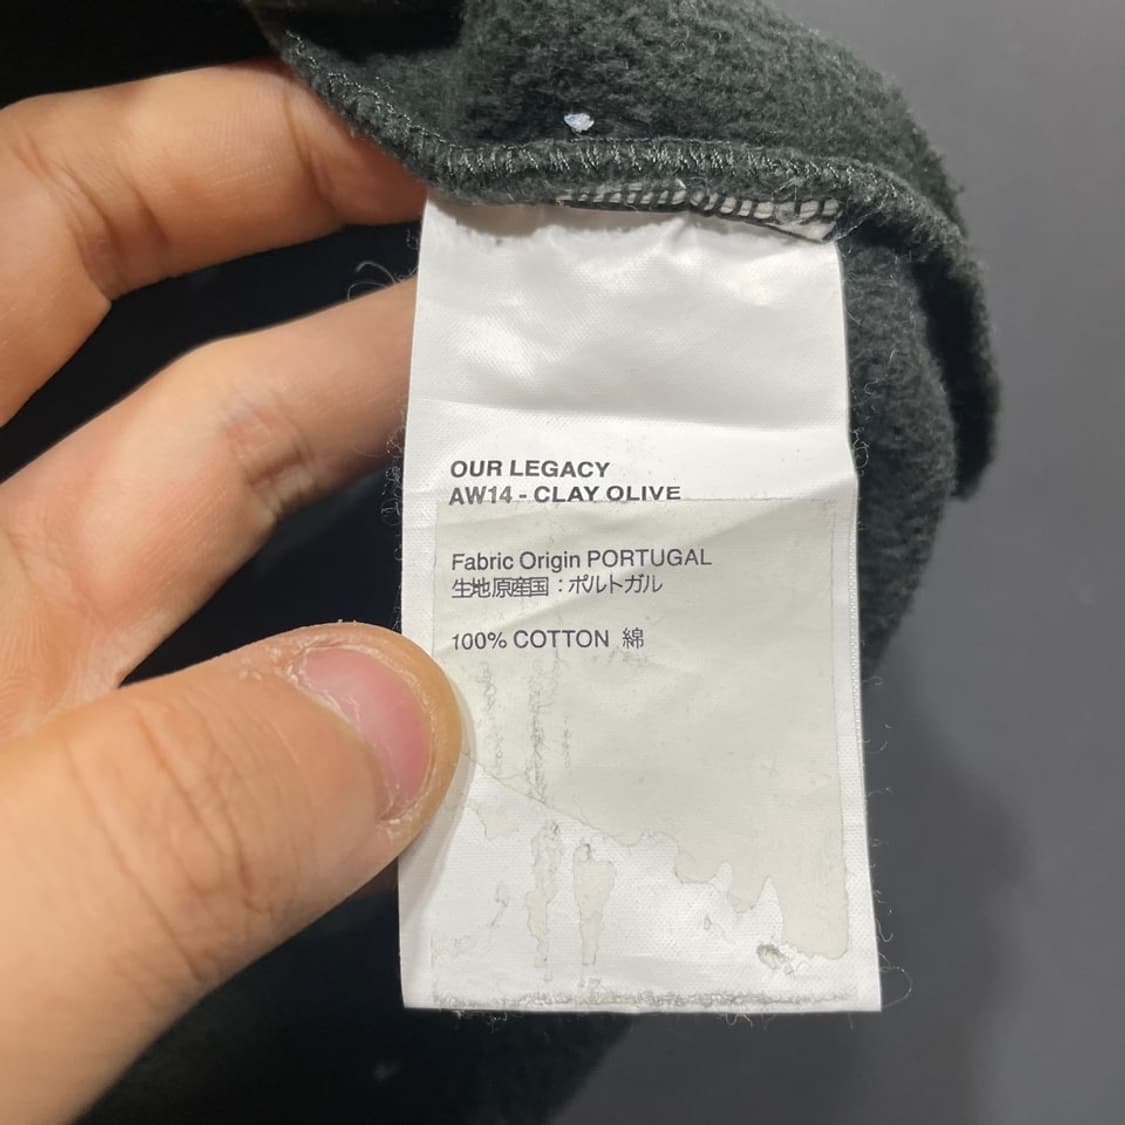 OUR LEGACY
AW14 - CLAY OLIVE
Fabric Origin PORTUGAL
生地原産国：ポルトガル
100% COTTON 綿